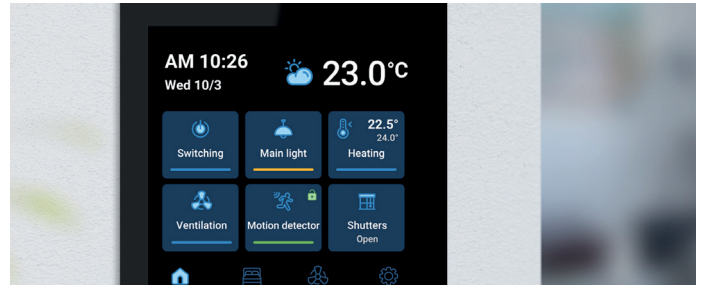 AM 10:26
Wed 10/3
23.0°C
Switching
Main light
22.5°
24.0°
Heating
Ventilation
Motion detector
Shutters
Open